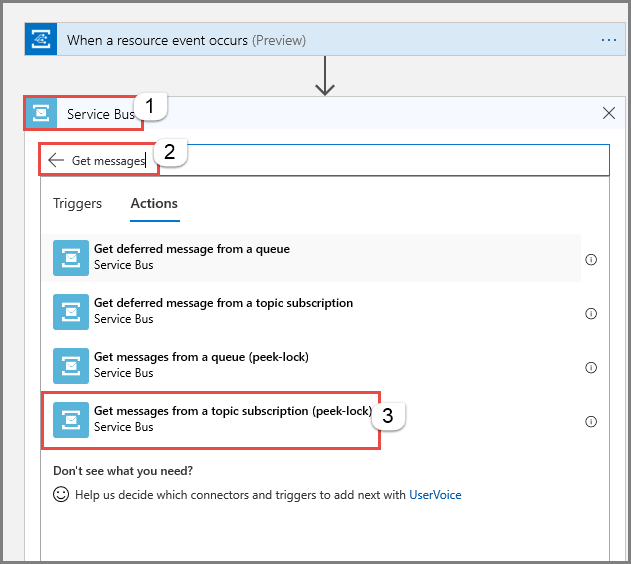 When a resource event occurs (Preview)
Service Bus
1
Get messages
2
Triggers
Actions
Get deferred message from a queue
Service Bus
Get deferred message from a topic subscription
Service Bus
Get messages from a queue (peek-lock)
Service Bus
Get messages from a topic subscription (peek-lock)
3
Service Bus
Don't see what you need?
Help us decide which connectors and triggers to add next with UserVoice